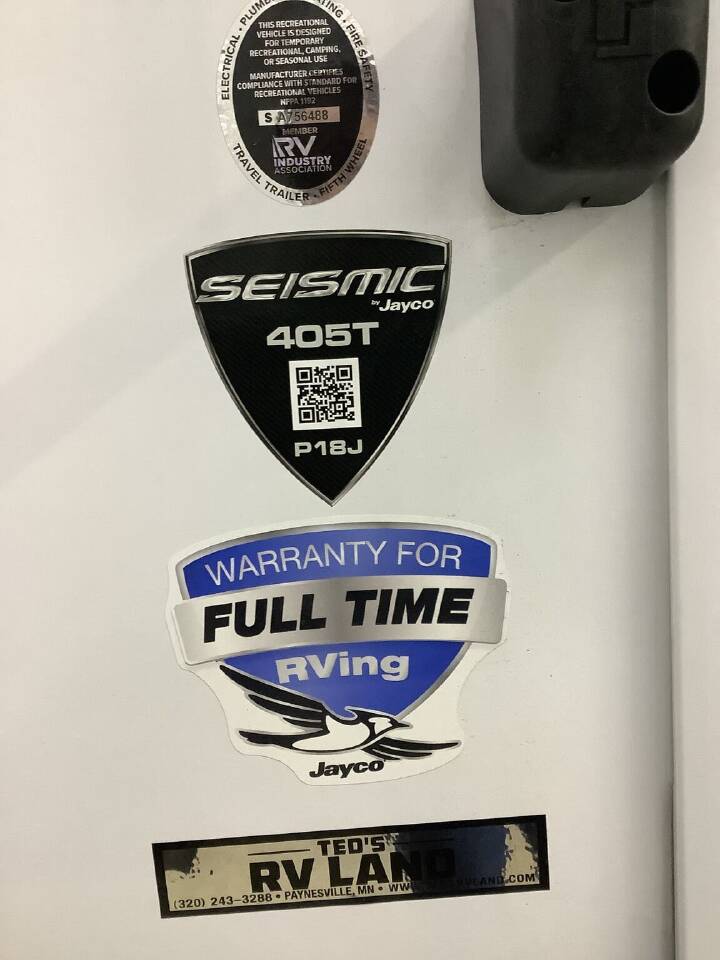 ELECTRICAL • PLUMBING • FIRE SAFETY
THIS RECREATIONAL
VEHICLE IS DESIGNED
FOR TEMPORARY
RECREATIONAL, CAMPING,
OR SEASONAL USE
MANUFACTURER CERTIFIES
COMPLIANCE WITH STANDARD FOR
RECREATIONAL VEHICLES
NFPA 1192
S A756488
MEMBER
RV
INDUSTRY
ASSOCIATION
TRAVEL TRAILER • FIFTH WHEEL
SEISMIC
by Jayco
405T
P18J
WARRANTY FOR
FULL TIME
RVing
Jayco
TED'S
RV LAND
(320) 243-3288 • PAYNESVILLE, MN •